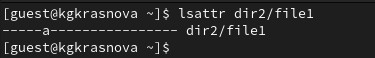 [guest@kgkrasnova ~]$ lsattr dir2/file1
-----a---------------- dir2/file1
[guest@kgkrasnova ~]$